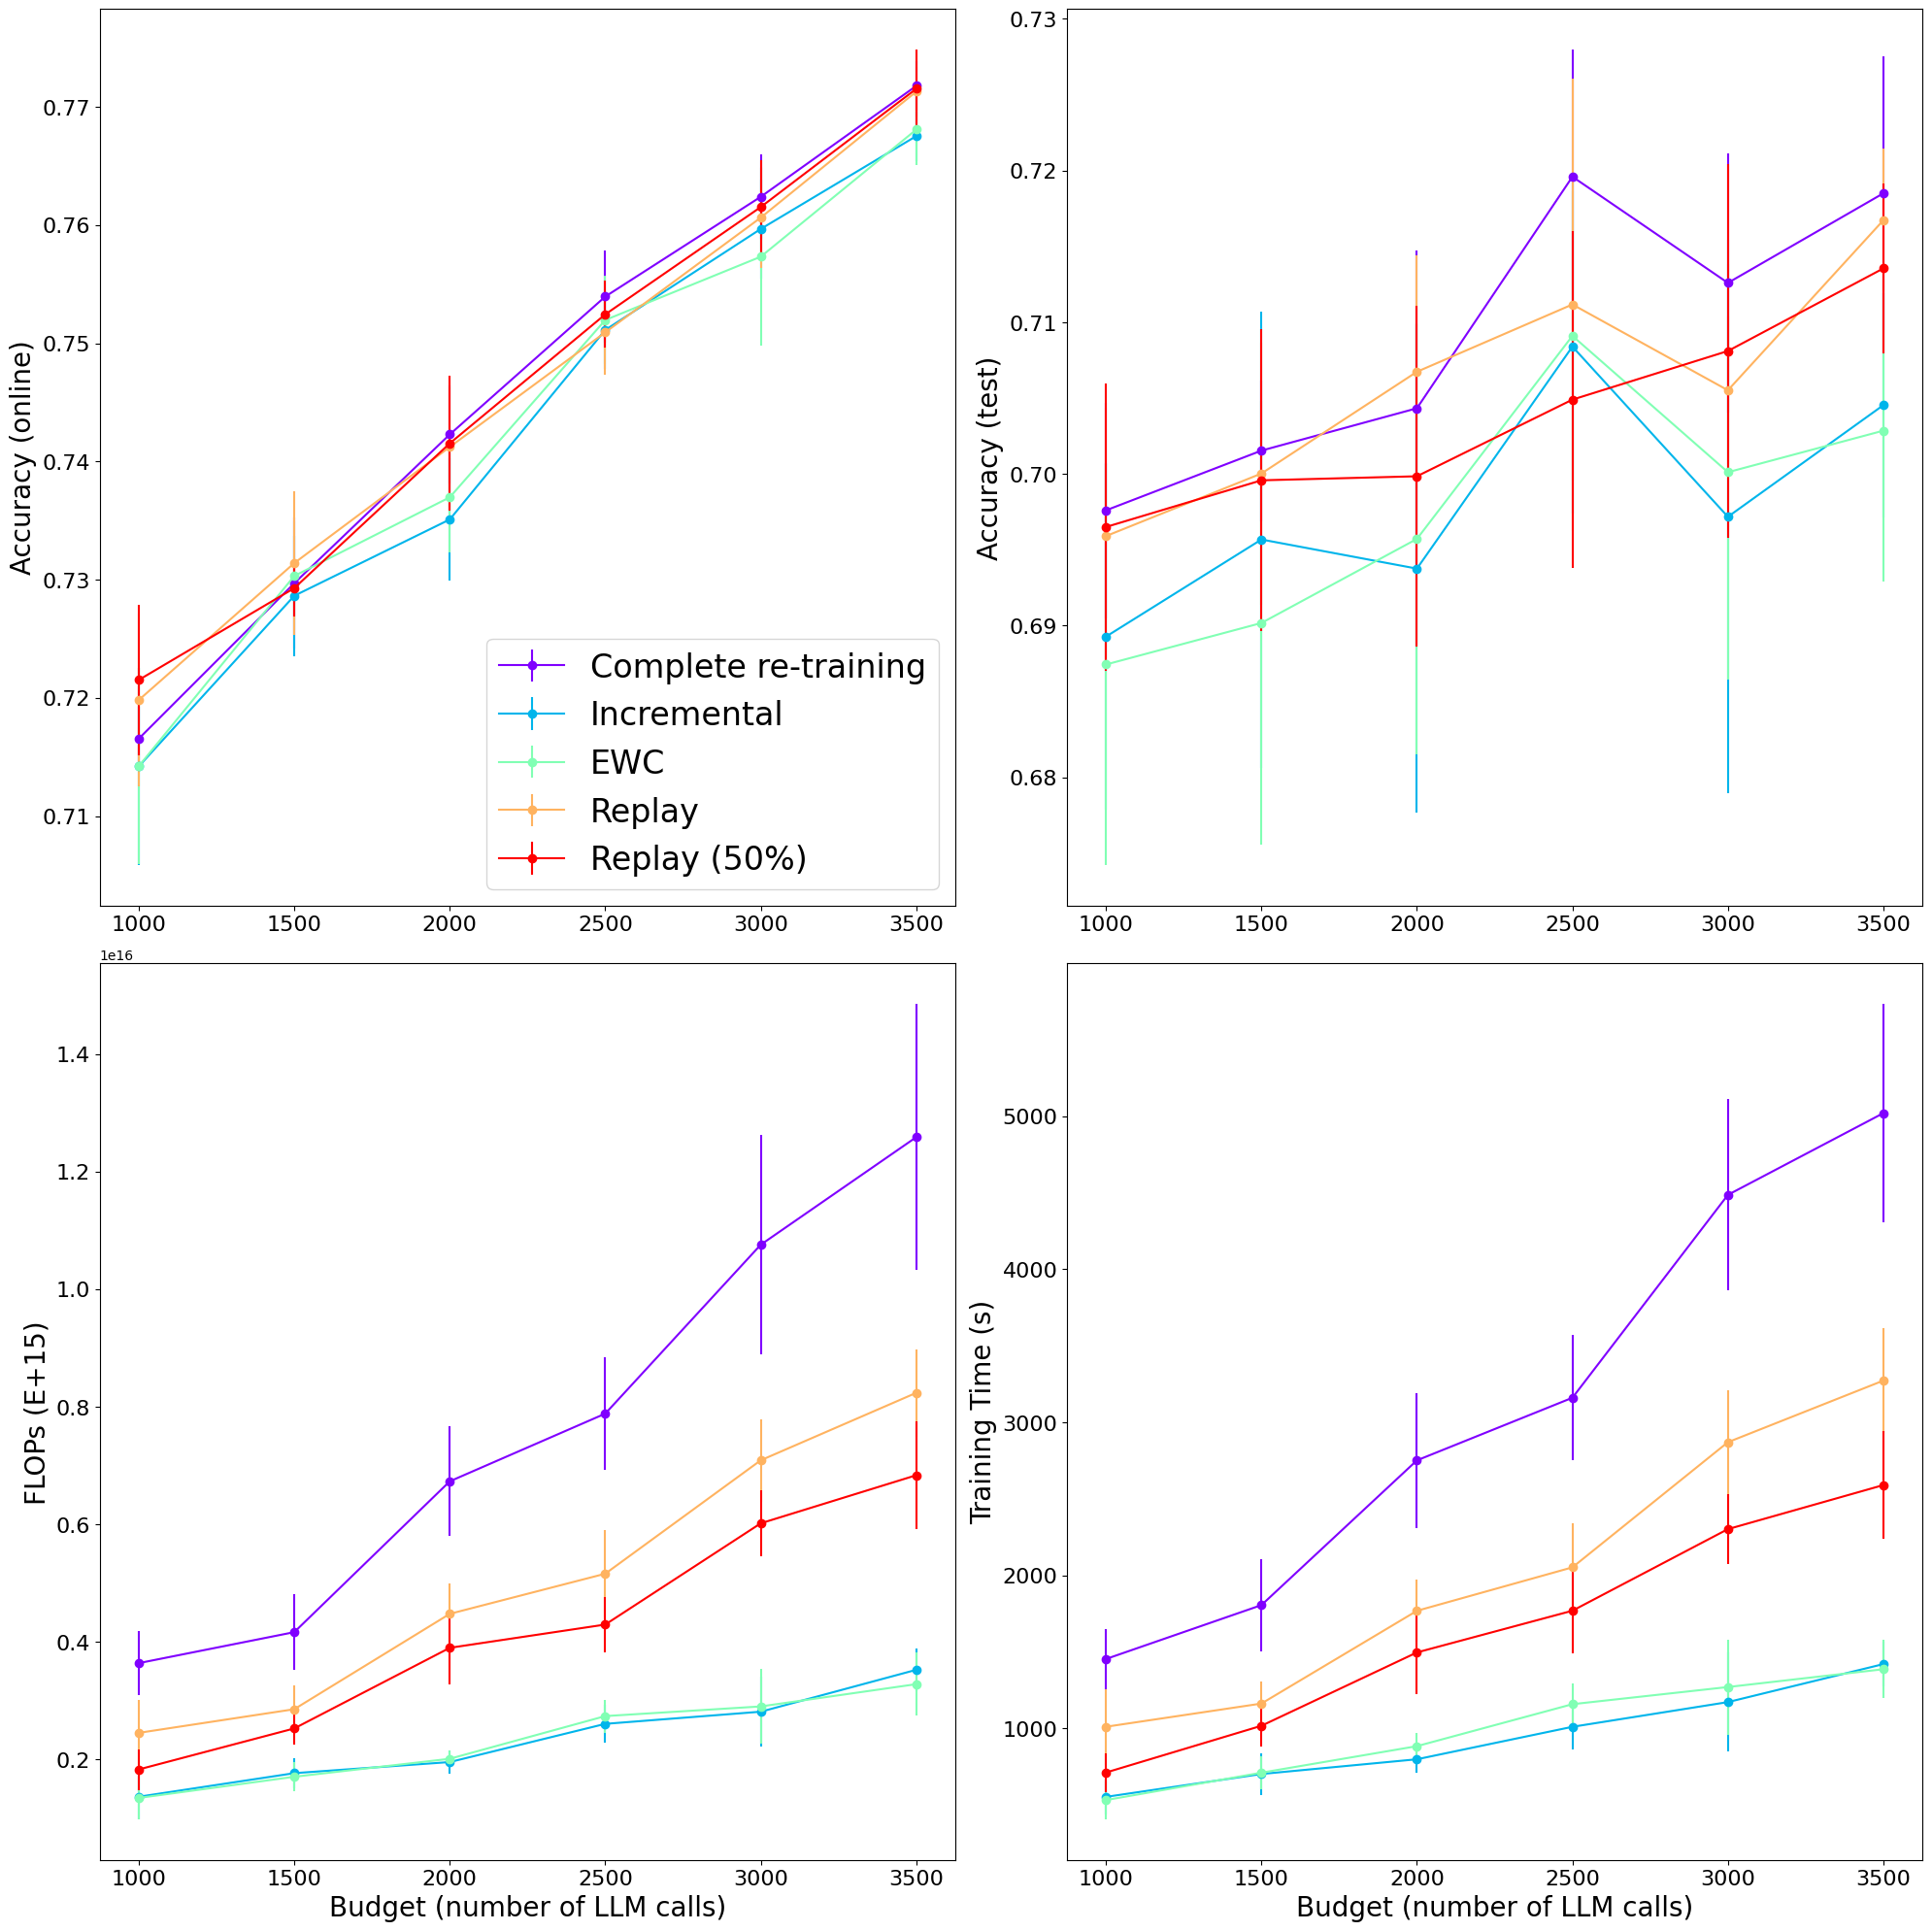 0.77
0.76
0.75
0.74
0.73
0.72
0.71
Accuracy (online)
1000 1500 2000 2500 3000 3500
Complete re-training
Incremental
EWC
Replay
Replay (50%)
0.73
0.72
0.71
0.70
0.69
0.68
Accuracy (test)
1000 1500 2000 2500 3000 3500
1e16
1.4
1.2
1.0
0.8
0.6
0.4
0.2
FLOPs (E+15)
1000 1500 2000 2500 3000 3500
Budget (number of LLM calls)
5000
4000
3000
2000
1000
Training Time (s)
1000 1500 2000 2500 3000 3500
Budget (number of LLM calls)